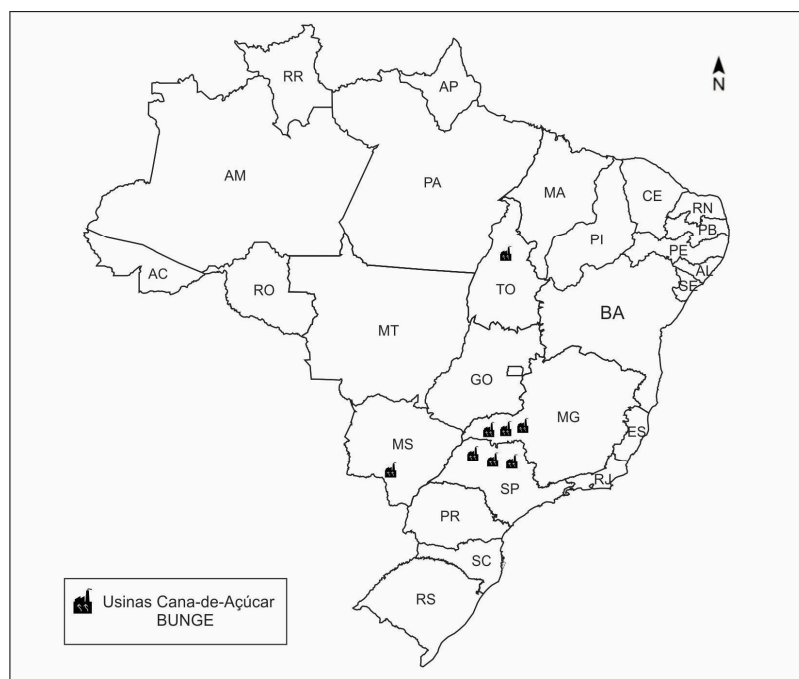 RR
AP
N
AM
PA
MA
CE
RN
PB
PI
PE
AL
SE
AC
RO
TO
BA
MT
GO
MG
ES
MS
SP
RJ
PR
SC
RS
Usinas Cana-de-Açúcar
BUNGE